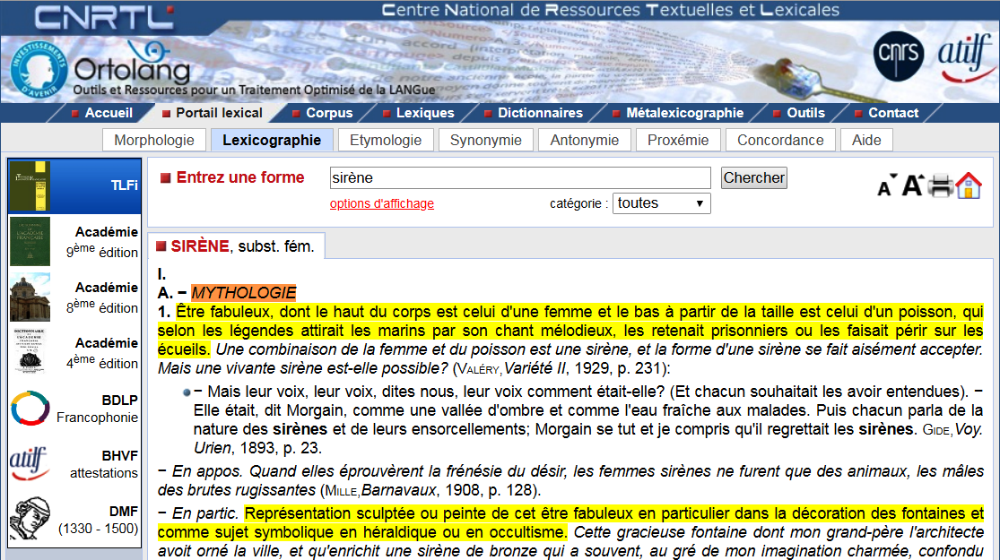 CNRTL
Centre National de Ressources Textuelles et Lexicales
INVESTISSEMENTS D'AVENIR
Ortolang
Outils et Ressources pour un Traitement Optimisé de la LANGue
cnrs
atilf
Accueil Portail lexical Corpus Lexiques Dictionnaires Métalexicographie Outils Contact
Morphologie Lexicographie Etymologie Synonymie Antonymie Proxémie Concordance Aide
TLFi
Académie
9ème édition
Académie
8ème édition
Académie
4ème édition
BDLP
Francophonie
atilf
BHVF
attestations
DMF
(1330 - 1500)
Entrez une forme
sirène
Chercher
options d'affichage
catégorie : toutes
A A
SIRÈNE, subst. fém.
I.
A. − MYTHOLOGIE
1. Être fabuleux, dont le haut du corps est celui d'une femme et le bas à partir de la taille est celui d'un poisson, qui
selon les légendes attirait les marins par son chant mélodieux, les retenait prisonniers ou les faisait périr sur les
écueils. Une combinaison de la femme et du poisson est une sirène, et la forme d'une sirène se fait aisément accepter.
Mais une vivante sirène est-elle possible? (Valéry,Variété II, 1929, p. 231):
− Mais leur voix, leur voix, dites nous, leur voix comment était-elle? (Et chacun souhaitait les avoir entendues). −
Elle était, dit Morgain, comme une vallée d'ombre et comme l'eau fraîche aux malades. Puis chacun parla de la
nature des sirènes et de leurs ensorcellements; Morgain se tut et je compris qu'il regrettait les sirènes. Gide,Voy.
Urien, 1893, p. 23.
− En appos. Quand elles éprouvèrent la frénésie du désir, les femmes sirènes ne furent que des animaux, les mâles
des brutes rugissantes (Mille,Barnavaux, 1908, p. 128).
− En partic. Représentation sculptée ou peinte de cet être fabuleux en particulier dans la décoration des fontaines et
comme sujet symbolique en héraldique ou en occultisme. Cette gracieuse fontaine dont mon grand-père l'architecte
avoit orné la ville, et qu'enrichit une sirène de bronze qui a souvent, au gré de mon imagination charmée, confondu